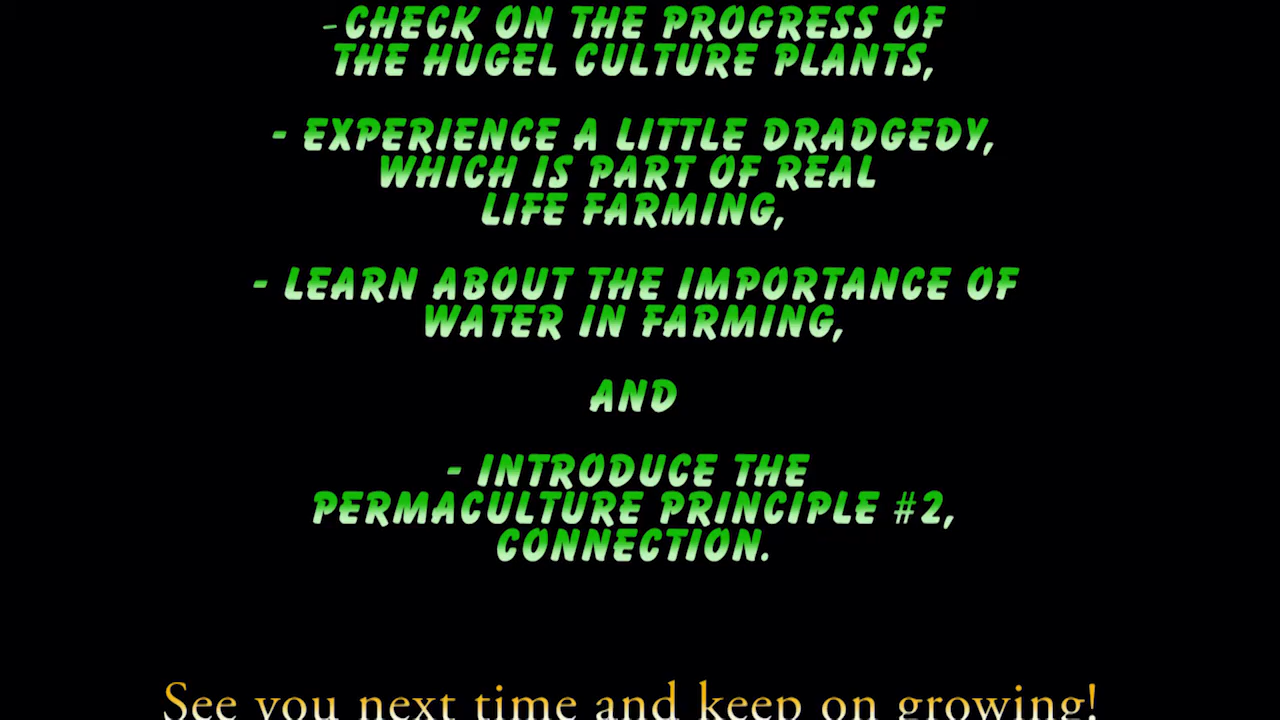 -CHECK ON THE PROGRESS OF
THE HUGEL CULTURE PLANTS,
- EXPERIENCE A LITTLE DRADGEDY,
WHICH IS PART OF REAL
LIFE FARMING,
- LEARN ABOUT THE IMPORTANCE OF
WATER IN FARMING,
AND
- INTRODUCE THE
PERMACULTURE PRINCIPLE #2,
CONNECTION.
See you next time and keep on growing!